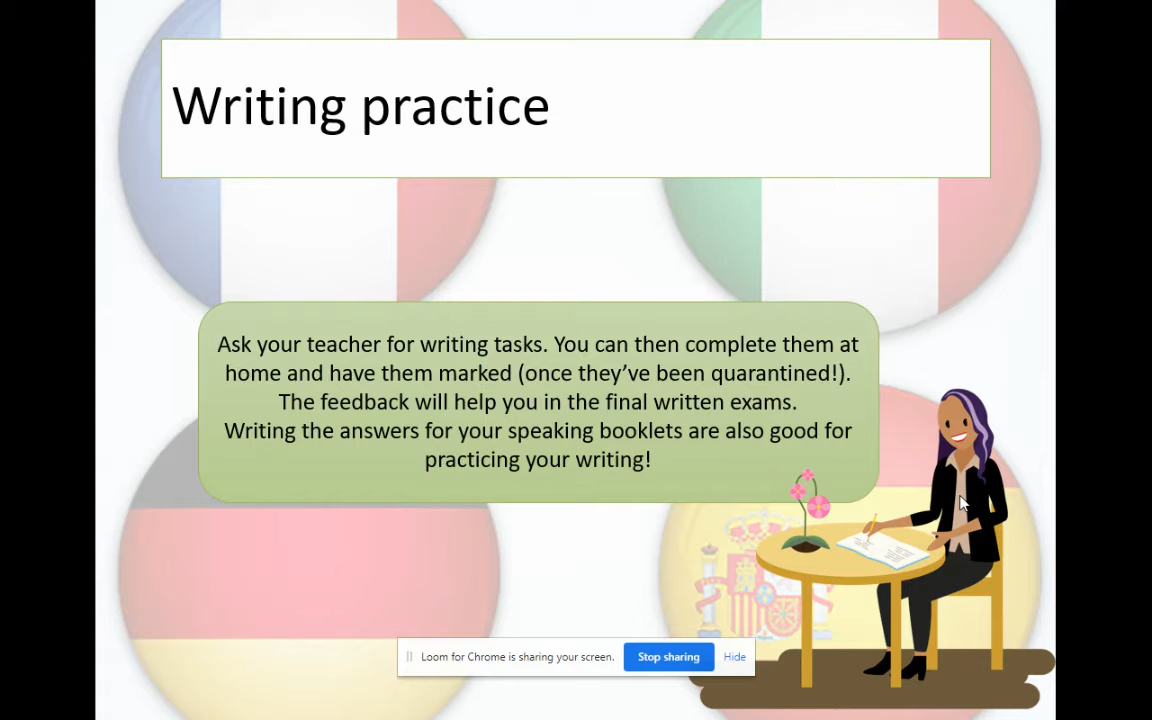 Writing practice
Ask your teacher for writing tasks. You can then complete them at
home and have them marked (once they’ve been quarantined!).
The feedback will help you in the final written exams.
Writing the answers for your speaking booklets are also good for
practicing your writing!
Loom for Chrome is sharing your screen. Stop sharing Hide